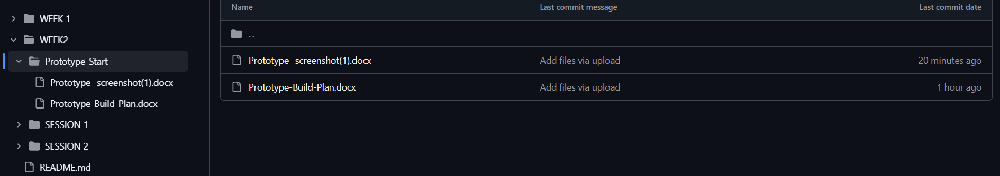 WEEK 1
WEEK2
Prototype-Start
Prototype- screenshot(1).docx
Prototype-Build-Plan.docx
SESSION 1
SESSION 2
README.md
Name Last commit message Last commit date
..
Prototype- screenshot(1).docx Add files via upload 20 minutes ago
Prototype-Build-Plan.docx Add files via upload 1 hour ago